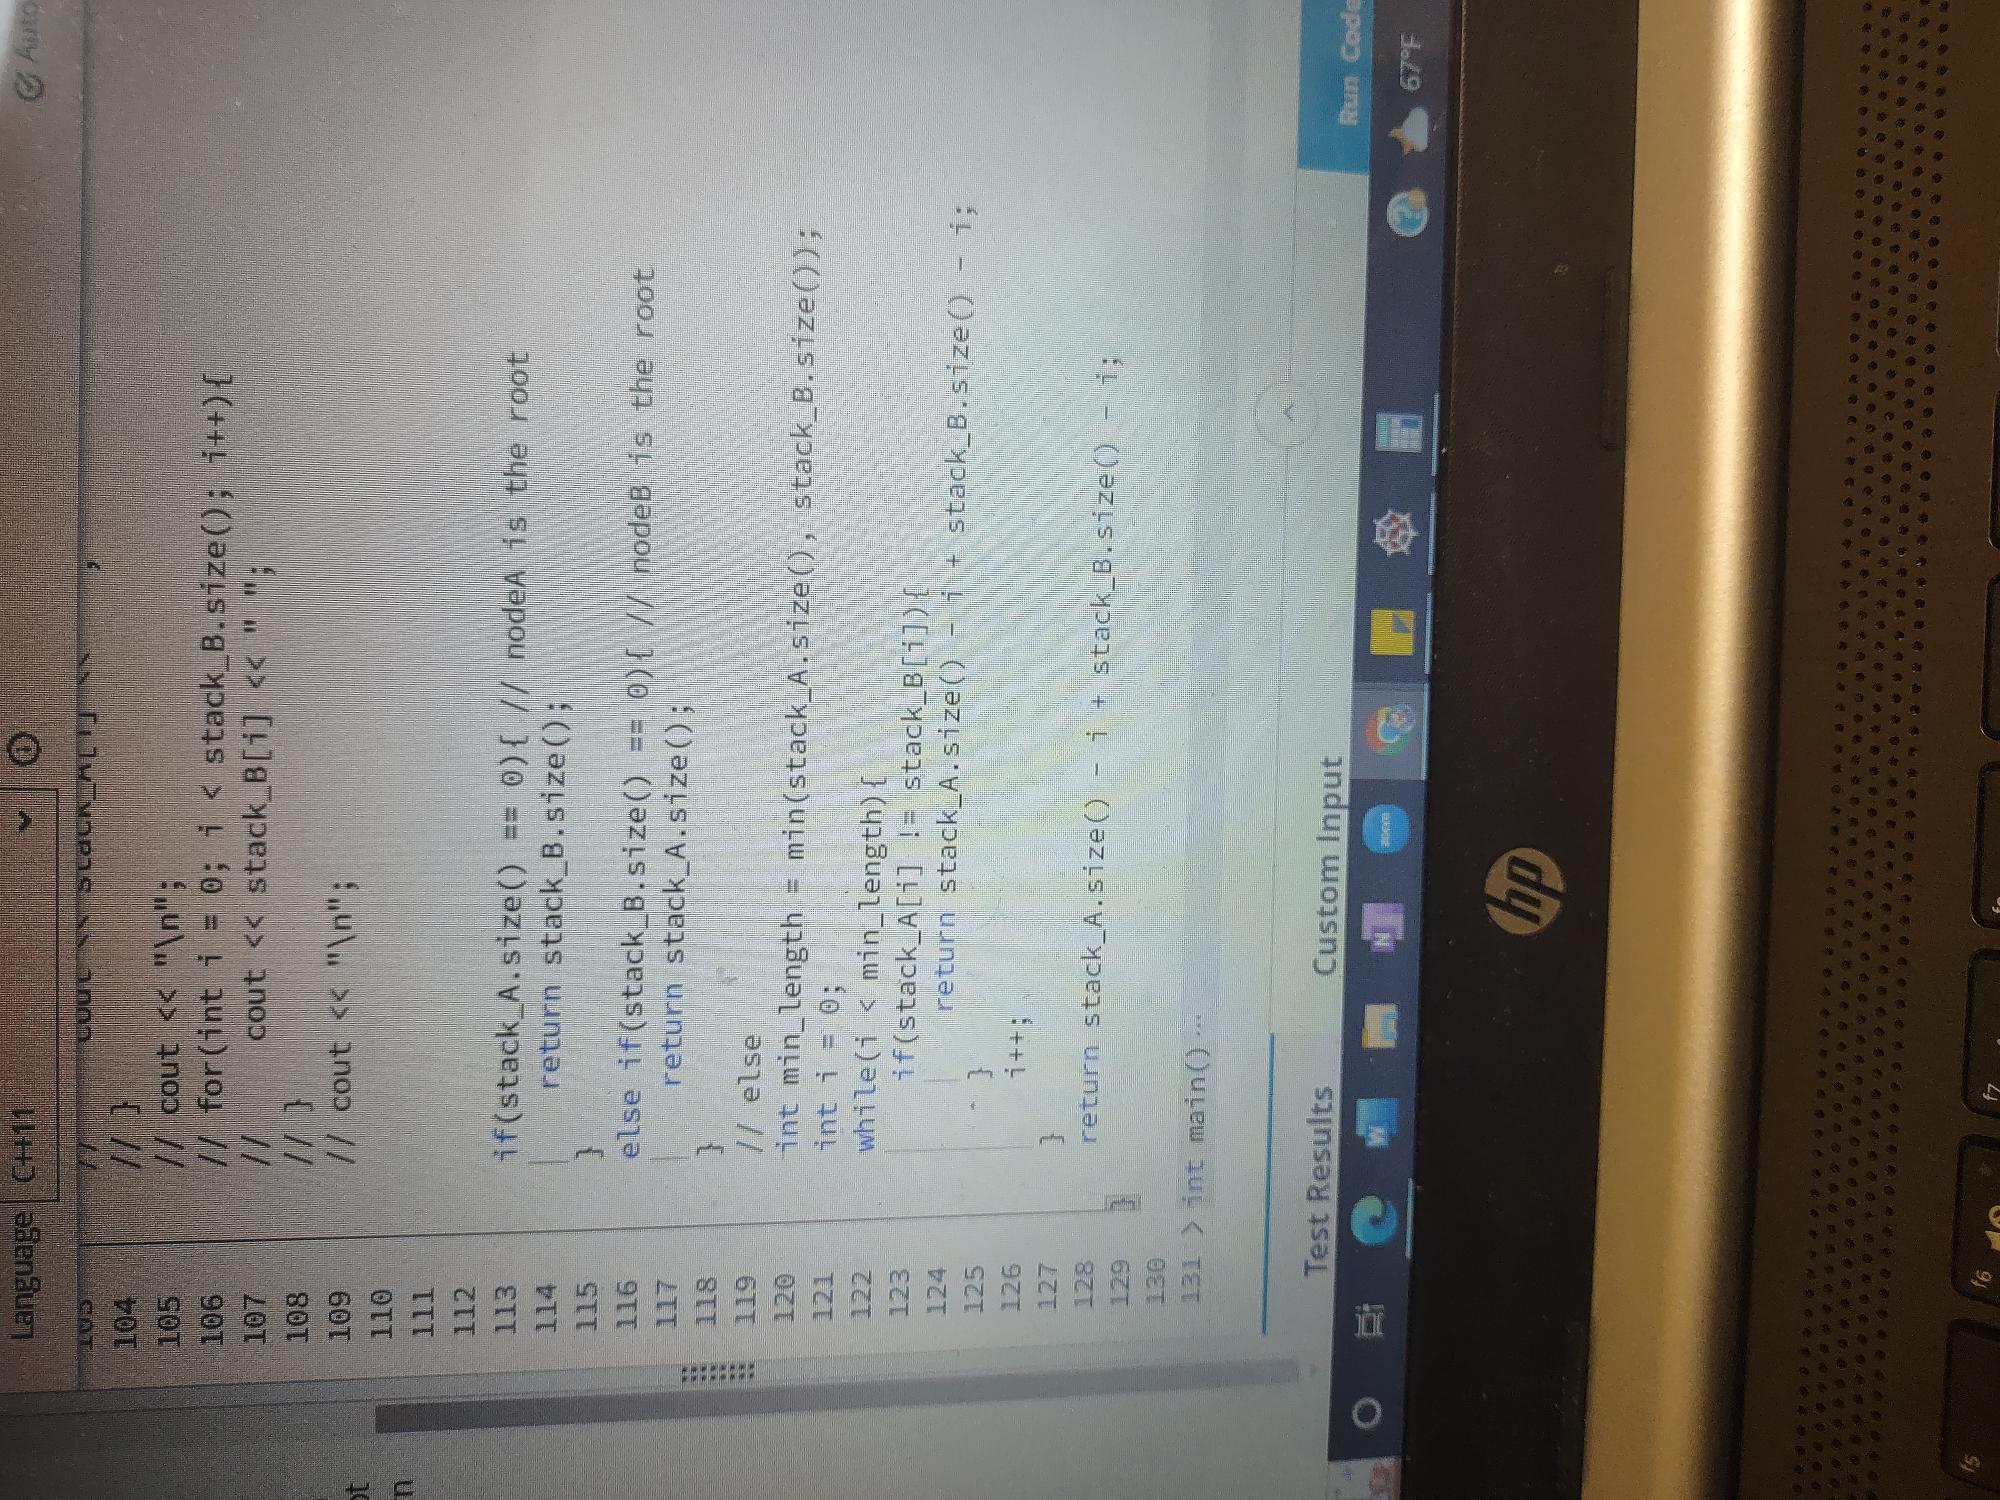 Language C++11 Auto
103 // cout << stack_A[i] <<
104 // }
105 // cout << "\n";
106 // for(int i = 0; i < stack_B.size(); i++){
107 // cout << stack_B[i] << " ";
108 // }
109 // cout << "\n";
110
111
112
113 if(stack_A.size() == 0){ // nodeA is the root
114 return stack_B.size();
115 }
116 else if(stack_B.size() == 0){ // nodeB is the root
117 return stack_A.size();
118 }
119 // else
120 int min_length = min(stack_A.size(), stack_B.size());
121 int i = 0;
122 while(i < min_length){
123 if(stack_A[i] != stack_B[i]){
124 return stack_A.size() - i + stack_B.size() - i;
125 }
126 i++;
127 }
128 return stack_A.size() - i + stack_B.size() - i;
129 }
130
131 > int main() ...
Test Results Custom Input
Run Code
W N zoom 67°F
hp
f5 f6 f7